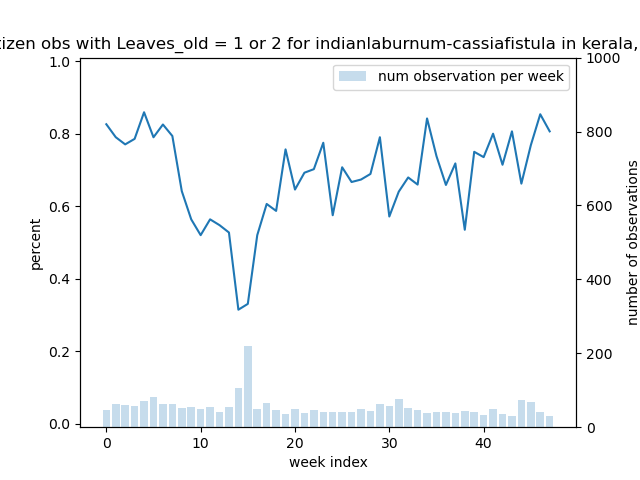 izen obs with Leaves_old = 1 or 2 for indianlaburnum-cassiafistula in kerala,
num observation per week
1.0
0.8
0.6
0.4
0.2
0.0
percent
1000
800
600
400
200
0
number of observations
0 10 20 30 40
week index